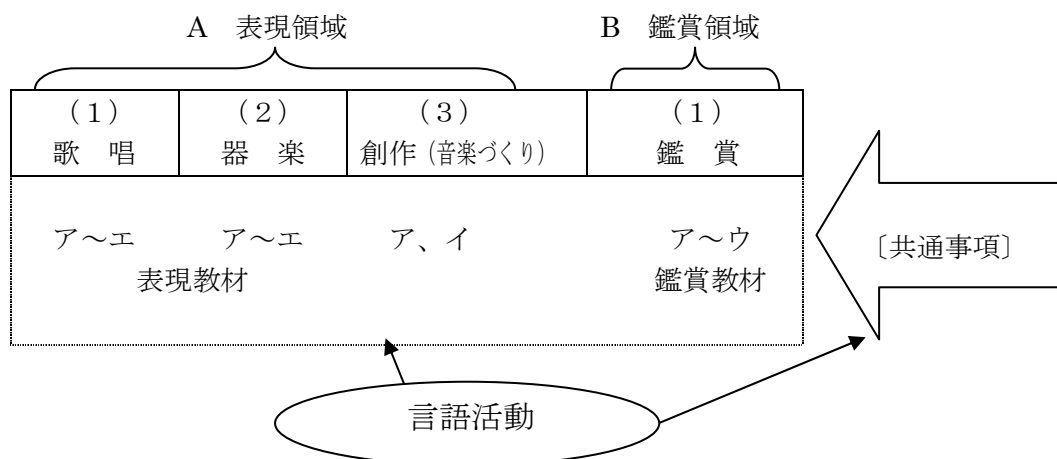 A 表現領域 B 鑑賞領域
(1) (2) (3) (1)
歌 唱 器 楽 創作(音楽づくり) 鑑 賞
ア～エ ア～エ ア、イ ア～ウ
表現教材 鑑賞教材
〔共通事項〕
言語活動